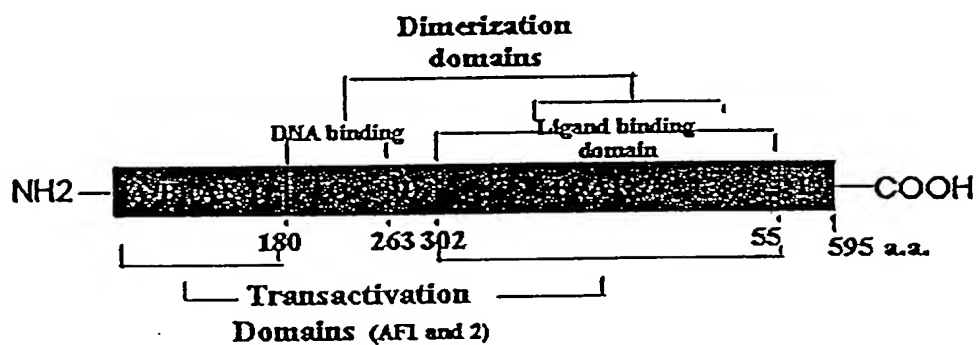 Dimerization
domains
DNA binding
Ligand binding
domain
NH2
COOH
180
263 302
55
595 a.a.
Transactivation
Domains (AF1 and 2)